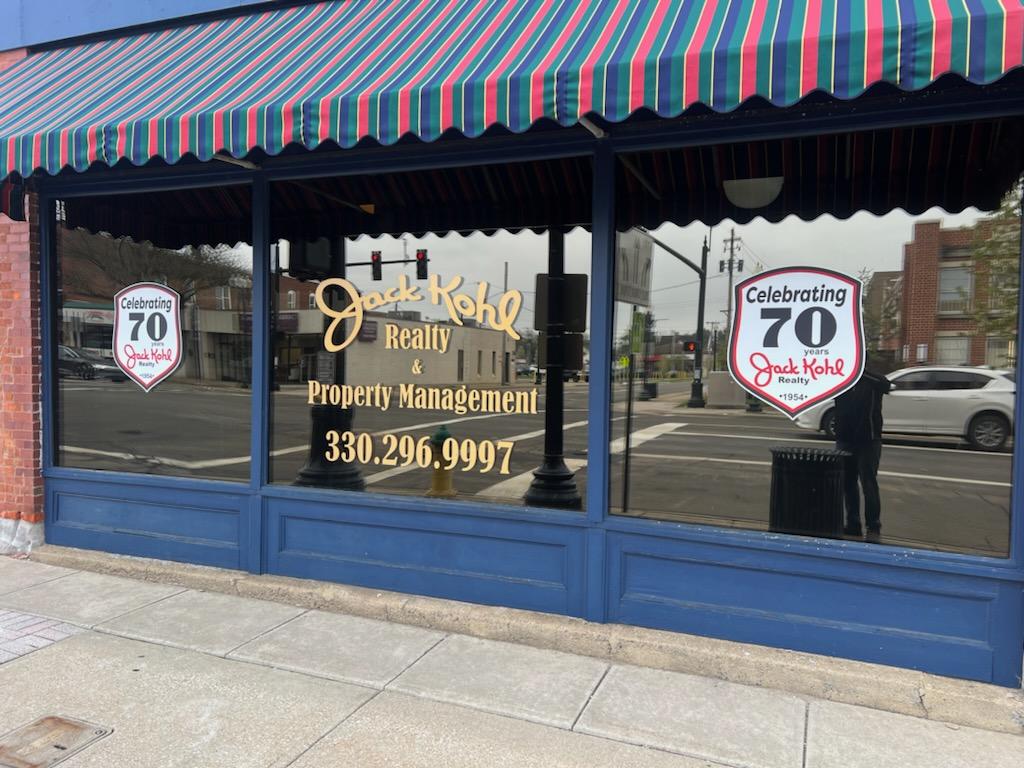 Celebrating
70
years
Jack Kohl
Realty
•1954•
Jack Kohl
Realty
&
Property Management
330.296.9997
Celebrating
70
years
Jack Kohl
Realty
•1954•